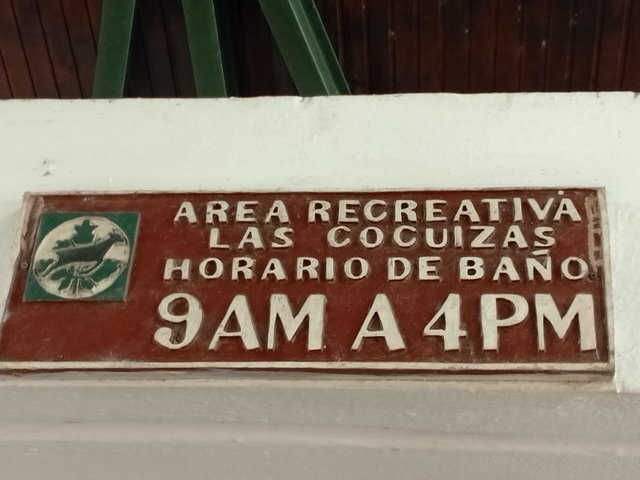 AREA RECREATIVA
LAS COCUIZAS
HORARIO DE BAÑO
9AM A 4PM